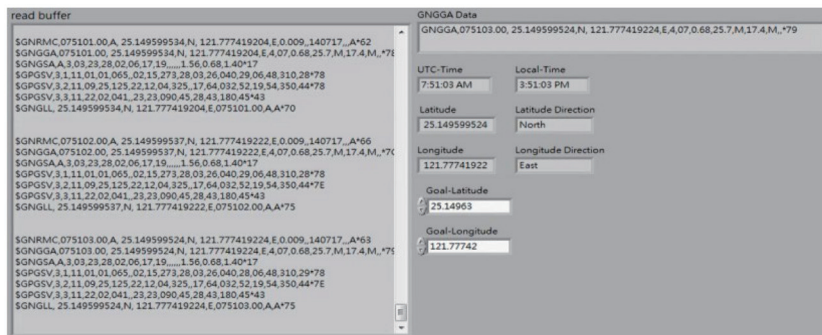 read buffer
$GNRMC,075101.00,A, 25.149599534,N, 121.777419204,E,0.009,,140717,,,A*62
$GNGGA,075101.00, 25.149599534,N, 121.777419204,E,4,07,0.68,25.7,M,17.4,M,,*78
$GNGSA,A,3,03,23,28,02,06,17,19,,,,,,1.56,0.68,1.40*17
$GPGSV,3,1,11,01,01,065,,02,15,273,28,03,26,040,29,06,48,310,28*78
$GPGSV,3,2,11,09,25,125,22,12,04,325,,17,64,032,52,19,54,350,44*78
$GPGSV,3,3,11,22,02,041,,23,23,090,45,28,43,180,45*43
$GNGLL, 25.149599534,N, 121.777419204,E,075101.00,A,A*70
$GNRMC,075102.00,A, 25.149599537,N, 121.777419222,E,0.009,,140717,,,A*66
$GNGGA,075102.00, 25.149599537,N, 121.777419222,E,4,07,0.68,25.7,M,17.4,M,,*7C
$GNGSA,A,3,03,23,28,02,06,17,19,,,,,,1.56,0.68,1.40*17
$GPGSV,3,1,11,01,01,065,,02,15,273,28,03,26,040,29,06,48,310,28*78
$GPGSV,3,2,11,09,25,125,22,12,04,325,,17,64,032,52,19,54,350,44*7E
$GPGSV,3,3,11,22,02,041,,23,23,090,45,28,43,180,45*43
$GNGLL, 25.149599537,N, 121.777419222,E,075102.00,A,A*75
$GNRMC,075103.00,A, 25.149599524,N, 121.777419224,E,0.009,,140717,,,A*63
$GNGGA,075103.00, 25.149599524,N, 121.777419224,E,4,07,0.68,25.7,M,17.4,M,,*79
$GNGSA,A,3,03,23,28,02,06,17,19,,,,,,1.56,0.68,1.40*17
$GPGSV,3,1,11,01,01,065,,02,15,273,28,03,26,040,28,06,48,310,29*78
$GPGSV,3,2,11,09,25,125,22,12,04,325,,17,64,032,52,19,54,350,44*7E
$GPGSV,3,3,11,22,02,041,,23,23,090,45,28,43,180,45*43
$GNGLL, 25.149599524,N, 121.777419224,E,075103.00,A,A*75
GNGGA Data
GNGGA,075103.00, 25.149599524,N, 121.777419224,E,4,07,0.68,25.7,M,17.4,M,,*79
UTC-Time Local-Time
7:51:03 AM 3:51:03 PM
Latitude Latitude Direction
25.149599524 North
Longitude Longitude Direction
121.77741922 East
Goal-Latitude
25.14963
Goal-Longitude
121.77742